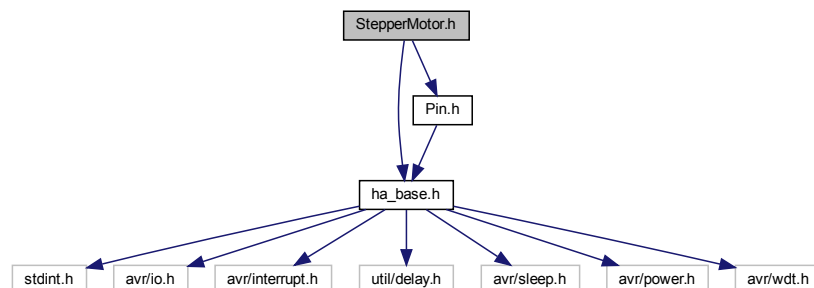 StepperMotor.h
Pin.h
ha_base.h
stdint.h avr/io.h avr/interrupt.h util/delay.h avr/sleep.h avr/power.h avr/wdt.h